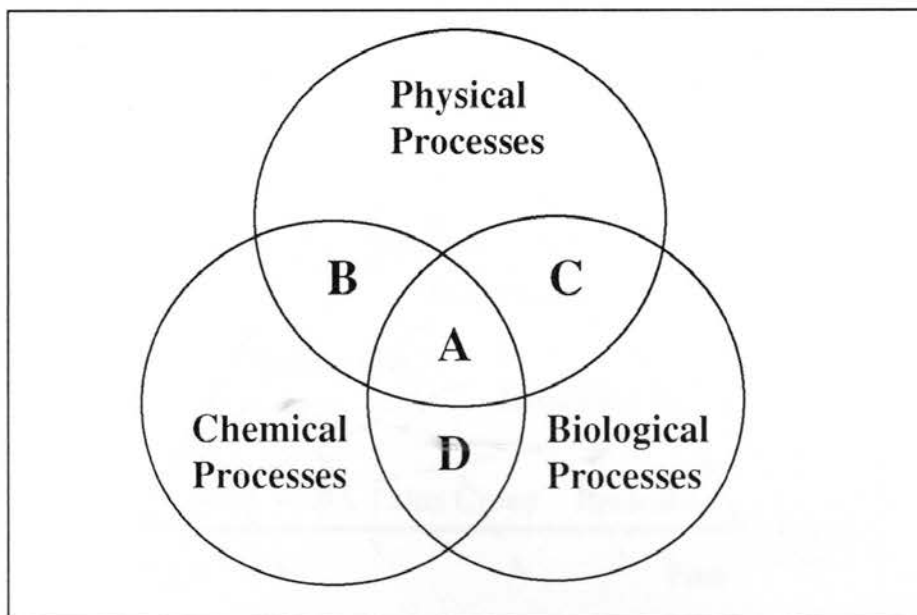 Physical
Processes
B
C
A
Chemical
Processes
D
Biological
Processes